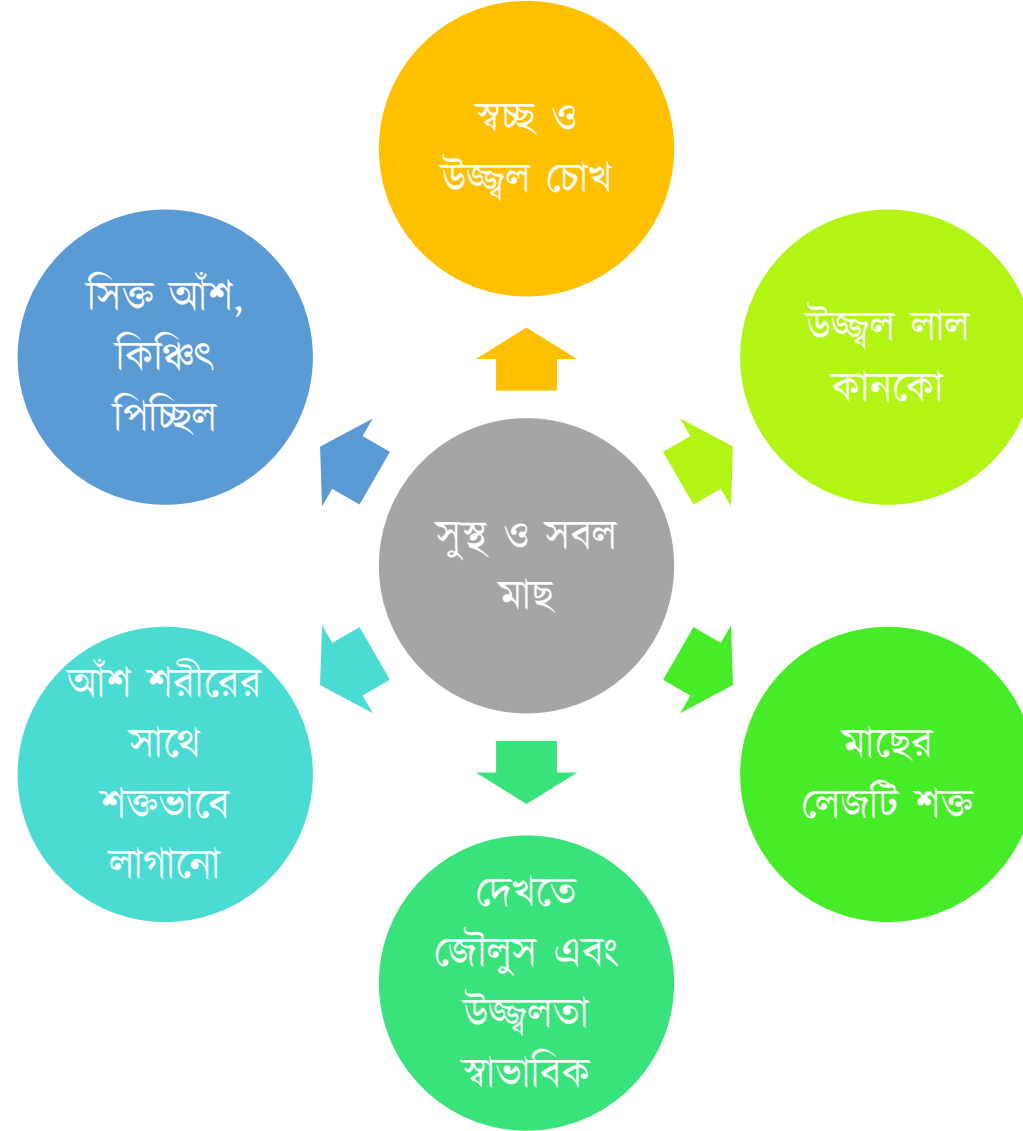 স্বচ্ছ ও
উজ্জ্বল চোখ
উজ্জ্বল লাল
কানকো
মাছের
লেজটি শক্ত
দেখতে
জৌলুস এবং
উজ্জ্বলতা
স্বাভাবিক
আঁশ শরীরের
সাথে
শক্তভাবে
লাগানো
সিক্ত আঁশ,
কিঞ্চিৎ
পিচ্ছিল
সুস্থ ও সবল
মাছ